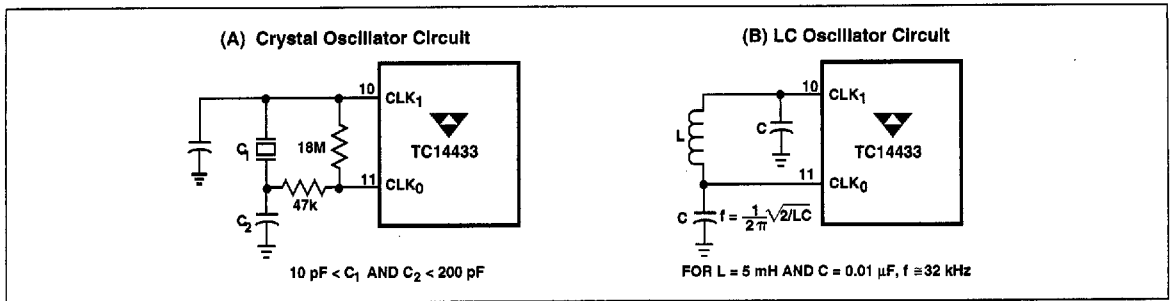 (A) Crystal Oscillator Circuit
10
CLK1
C1
18M
TC14433
11
CLK0
47k
C2
10 pF < C1 AND C2 < 200 pF
(B) LC Oscillator Circuit
10
CLK1
C
L
TC14433
11
CLK0
C
f = 1/2π √2/LC
FOR L = 5 mH AND C = 0.01 µF, f ≅ 32 kHz